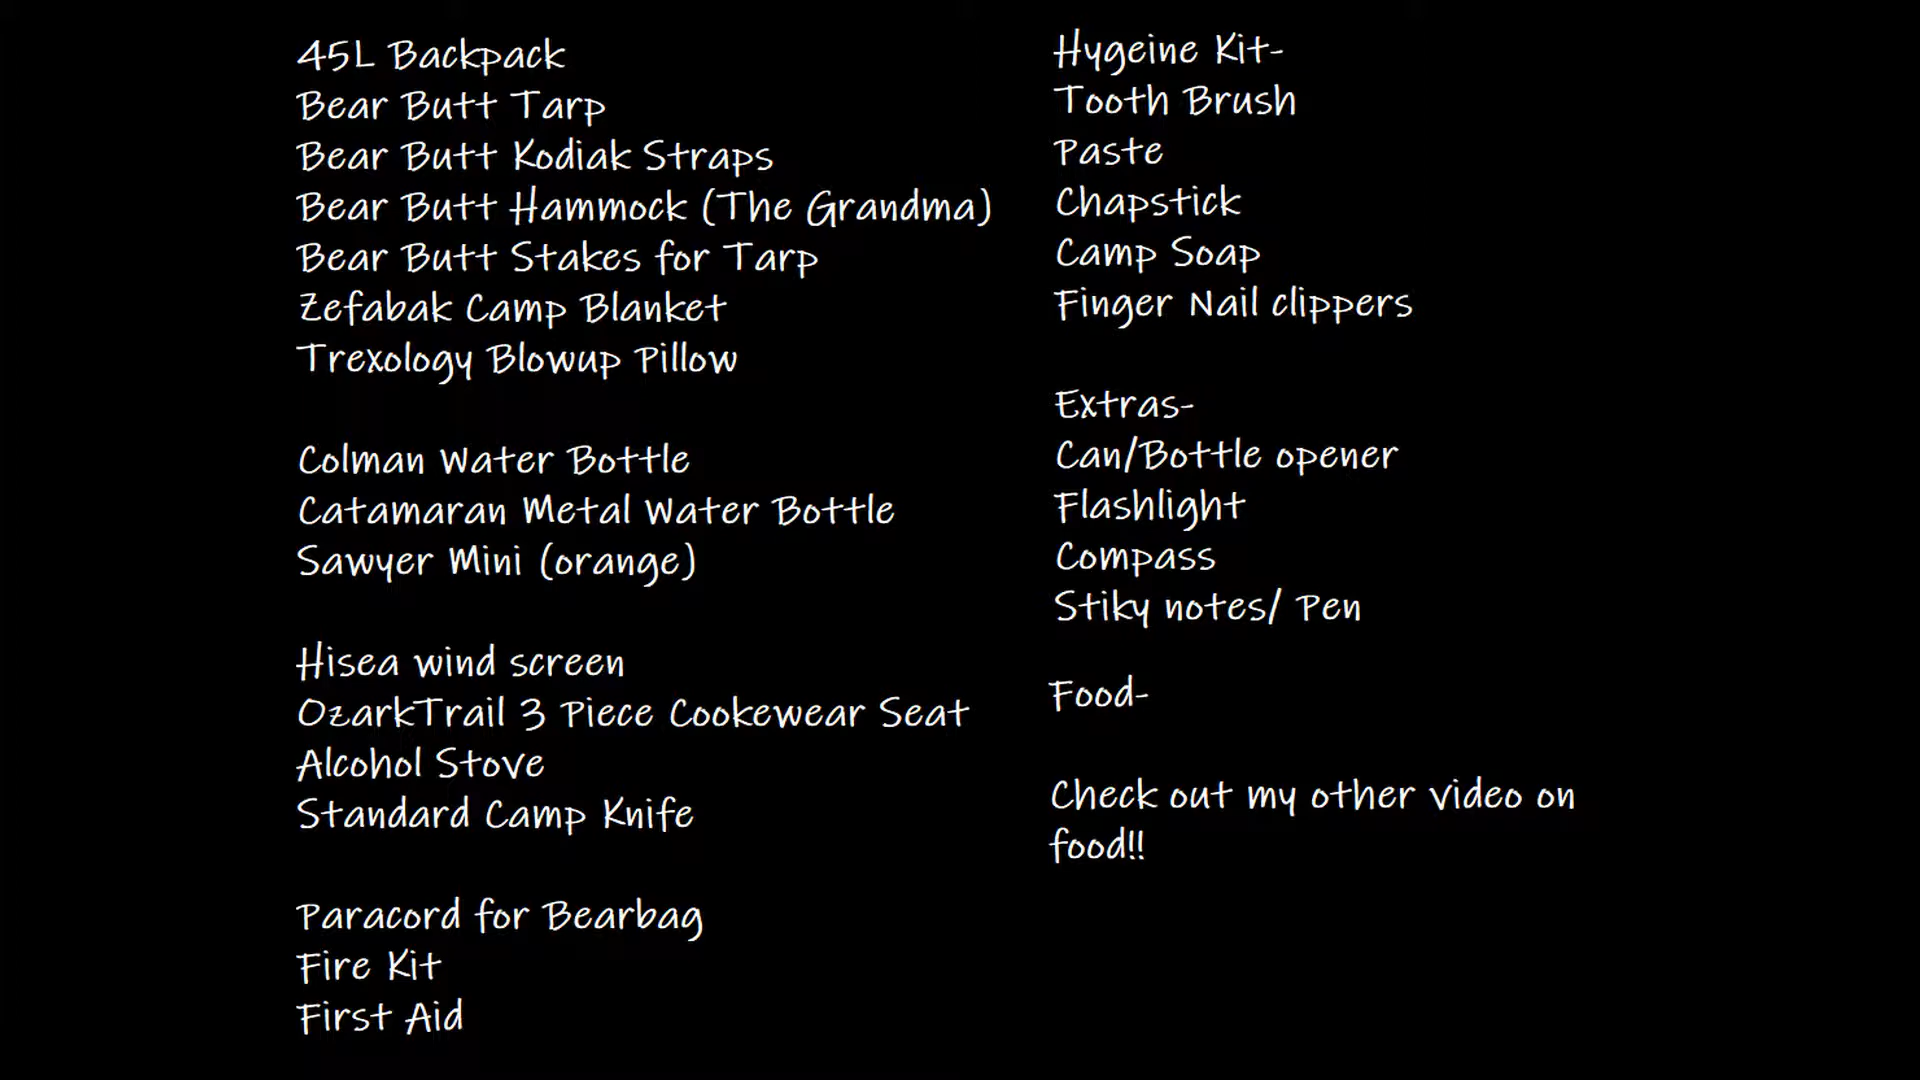 45L Backpack
Bear Butt Tarp
Bear Butt Kodiak Straps
Bear Butt Hammock (The Grandma)
Bear Butt Stakes for Tarp
Zefabak Camp Blanket
Trexology Blowup Pillow
Colman Water Bottle
Catamaran Metal Water Bottle
Sawyer Mini (orange)
Hisea wind screen
OzarkTrail 3 Piece Cookewear Seat
Alcohol Stove
Standard Camp Knife
Paracord for Bearbag
Fire Kit
First Aid
Hygeine Kit-
Tooth Brush
Paste
Chapstick
Camp Soap
Finger Nail clippers
Extras-
Can/Bottle opener
Flashlight
Compass
Stiky notes/ Pen
Food-
Check out my other video on
food!!